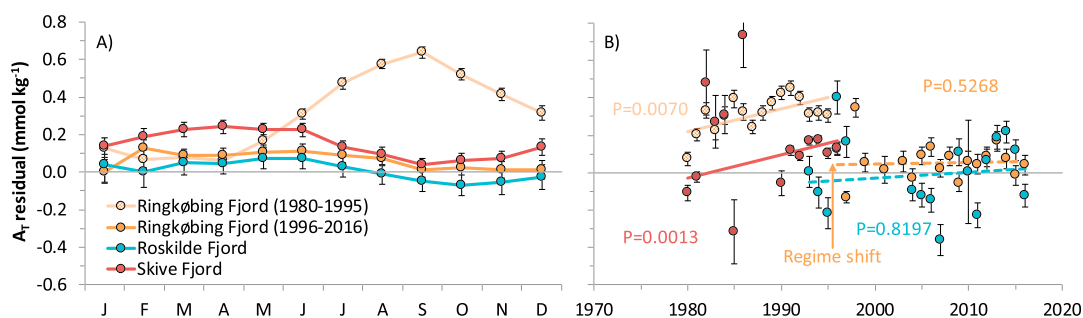 A_T residual (mmol kg⁻¹)
0.8
0.6
0.4
0.2
0.0
-0.2
-0.4
-0.6
A)
Ringkøbing Fjord (1980-1995)
Ringkøbing Fjord (1996-2016)
Roskilde Fjord
Skive Fjord
J F M A M J J A S O N D
B)
P=0.0070
P=0.5268
P=0.0013
P=0.8197
Regime shift
1970 1980 1990 2000 2010 2020